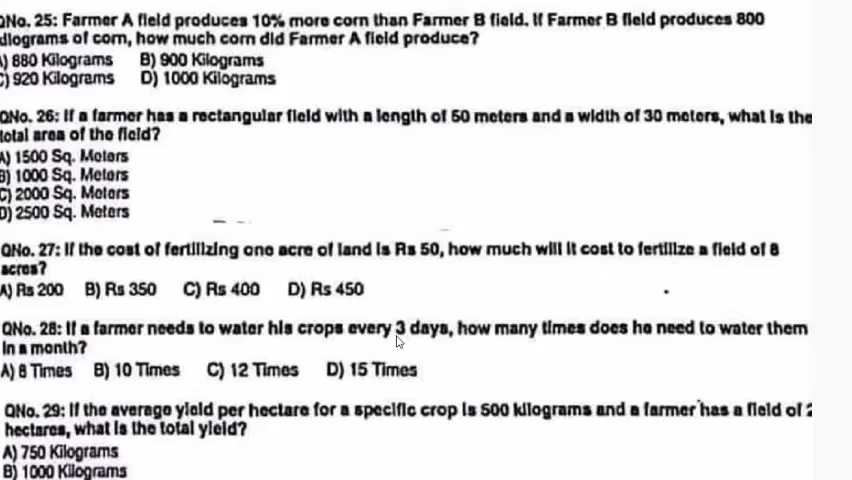 QNo. 25: Farmer A field produces 10% more corn than Farmer B field. If Farmer B field produces 800
kilograms of corn, how much corn did Farmer A field produce?
A) 880 Kilograms B) 900 Kilograms
C) 920 Kilograms D) 1000 Kilograms
QNo. 26: If a farmer has a rectangular field with a length of 50 meters and a width of 30 meters, what is the
total area of the field?
A) 1500 Sq. Meters
B) 1000 Sq. Meters
C) 2000 Sq. Meters
D) 2500 Sq. Meters
QNo. 27: If the cost of fertilizing one acre of land is Rs 50, how much will it cost to fertilize a field of 8
acres?
A) Rs 200 B) Rs 350 C) Rs 400 D) Rs 450
QNo. 28: If a farmer needs to water his crops every 3 days, how many times does he need to water them
in a month?
A) 8 Times B) 10 Times C) 12 Times D) 15 Times
QNo. 29: If the average yield per hectare for a specific crop is 500 kilograms and a farmer has a field of 2
hectares, what is the total yield?
A) 750 Kilograms
B) 1000 Kilograms